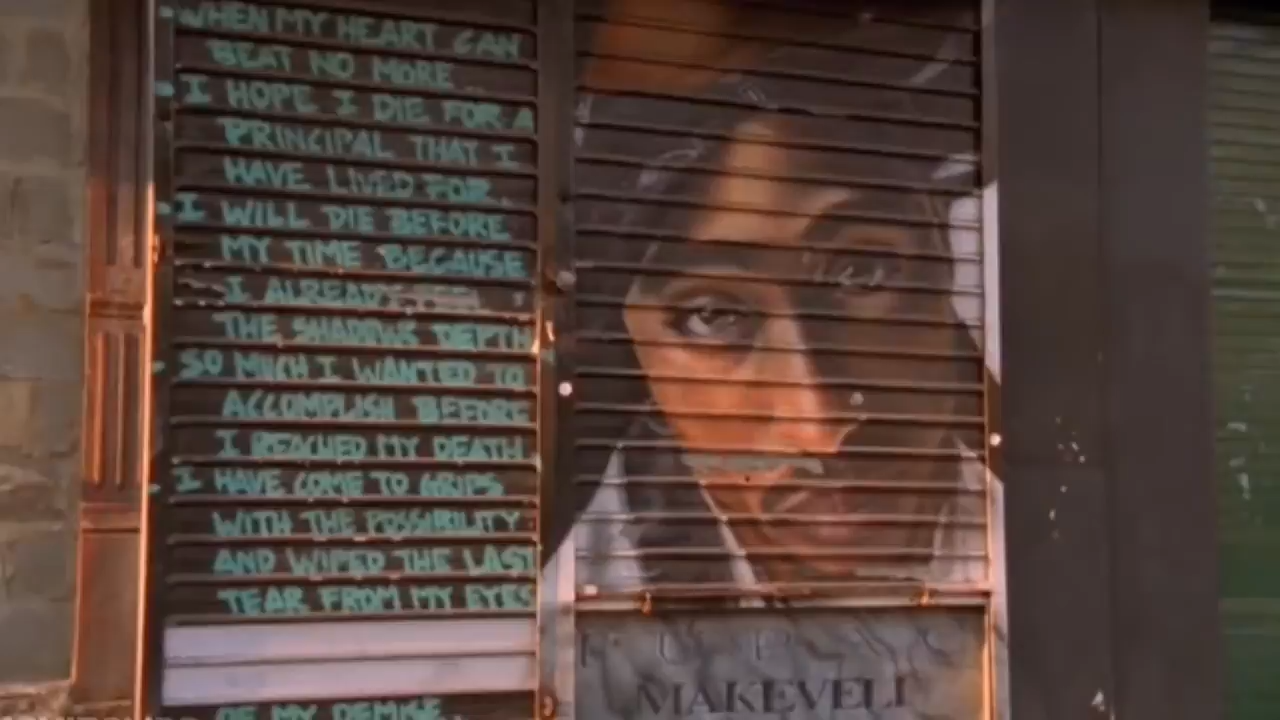 WHEN MY HEART CAN
BEAT NO MORE..
I HOPE I DIE FOR A
PRINCIPAL THAT I
HAVE LIVED FOR.
I WILL DIE BEFORE
MY TIME BECAUSE
I ALREADY
THE SHADOWS DEPTH
SO MUCH I WANTED TO
ACCOMPLISH BEFORE
I REACHED MY DEATH
I HAVE COME TO GRIPS
WITH THE POSSIBILITY
AND WIPED THE LAST
TEAR FROM MY EYES
OF MY DEMISE..
TUPAC
MAKEVELI